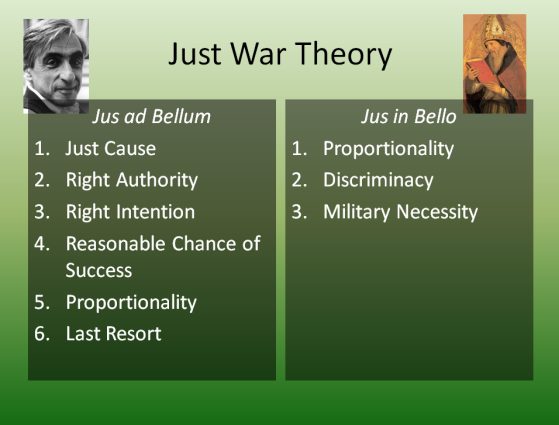 Just War Theory
Jus ad Bellum
1. Just Cause
2. Right Authority
3. Right Intention
4. Reasonable Chance of
Success
5. Proportionality
6. Last Resort
Jus in Bello
1. Proportionality
2. Discriminacy
3. Military Necessity